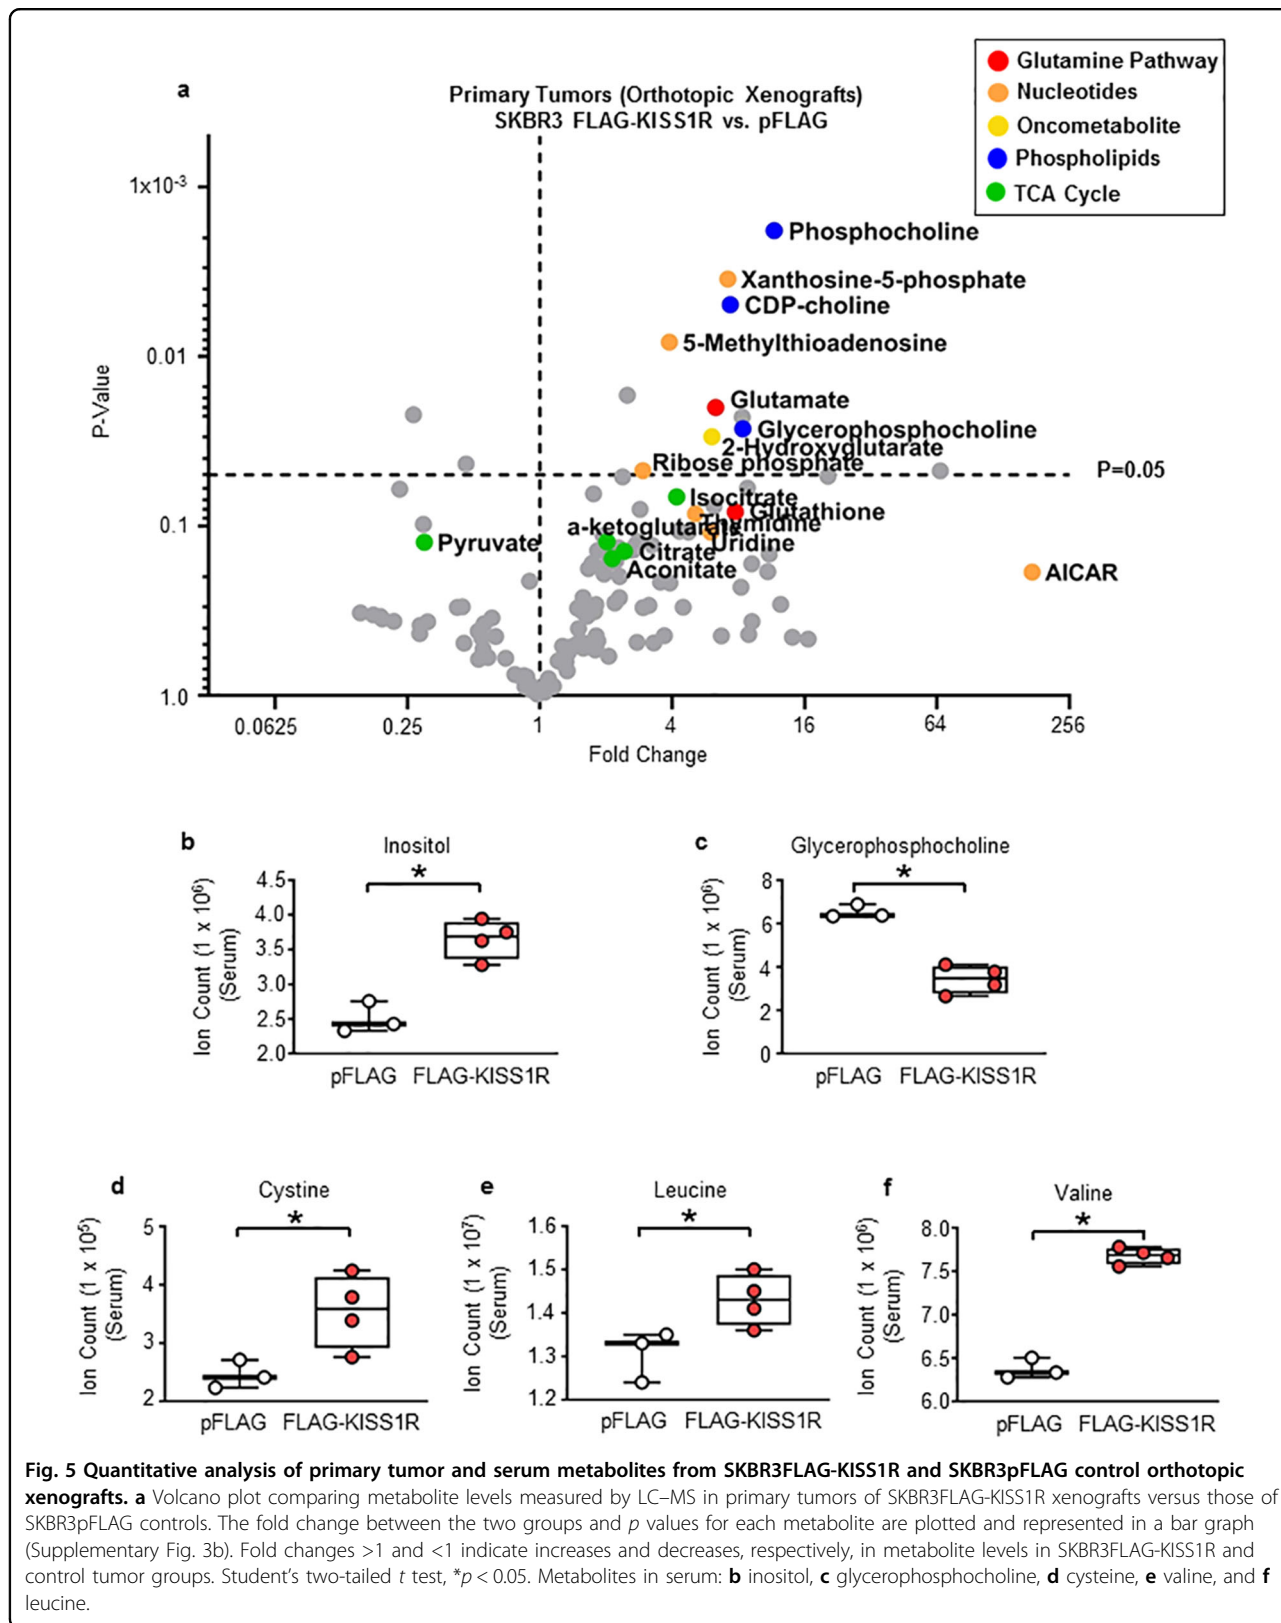 a
Primary Tumors (Orthotopic Xenografts)
SKBR3 FLAG-KISS1R vs. pFLAG
Glutamine Pathway
Nucleotides
Oncometabolite
Phospholipids
TCA Cycle
P-Value
1x10⁻³
0.01
0.1
1.0
Phosphocholine
Xanthosine-5-phosphate
CDP-choline
5-Methylthioadenosine
Glutamate
Glycerophosphocholine
2-Hydroxyglutarate
Ribose phosphate
P=0.05
Isocitrate
Glutathione
Thymidine
a-ketoglutarate
Uridine
Pyruvate
Citrate
Aconitate
AICAR
0.0625 0.25 1 4 16 64 256
Fold Change
b
Inositol
*
Ion Count (1 x 10⁶)
(Serum)
4.5
4.0
3.5
3.0
2.5
2.0
pFLAG FLAG-KISS1R
c
Glycerophosphocholine
*
Ion Count (1 x 10⁶)
(Serum)
8
6
4
2
0
pFLAG FLAG-KISS1R
d
Cystine
*
Ion Count (1 x 10⁵)
(Serum)
5
4
3
2
pFLAG FLAG-KISS1R
e
Leucine
*
Ion Count (1 x 10⁷)
(Serum)
1.6
1.5
1.4
1.3
1.2
pFLAG FLAG-KISS1R
f
Valine
*
Ion Count (1 x 10⁶)
(Serum)
8.0
7.5
7.0
6.5
6.0
pFLAG FLAG-KISS1R
Fig. 5 Quantitative analysis of primary tumor and serum metabolites from SKBR3FLAG-KISS1R and SKBR3pFLAG control orthotopic
xenografts. a Volcano plot comparing metabolite levels measured by LC–MS in primary tumors of SKBR3FLAG-KISS1R xenografts versus those of
SKBR3pFLAG controls. The fold change between the two groups and p values for each metabolite are plotted and represented in a bar graph
(Supplementary Fig. 3b). Fold changes >1 and <1 indicate increases and decreases, respectively, in metabolite levels in SKBR3FLAG-KISS1R and
control tumor groups. Student's two-tailed t test, *p < 0.05. Metabolites in serum: b inositol, c glycerophosphocholine, d cysteine, e valine, and f
leucine.